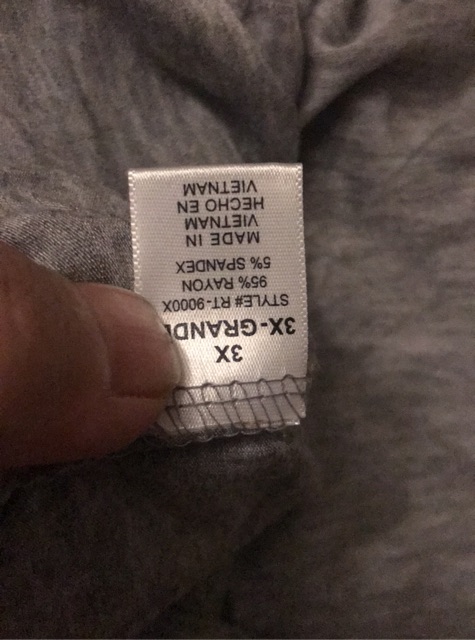 3X
3X-GRAND
STYLE# RT-9000X
95% RAYON
5% SPANDEX
MADE IN
VIETNAM
HECHO EN
VIETNAM